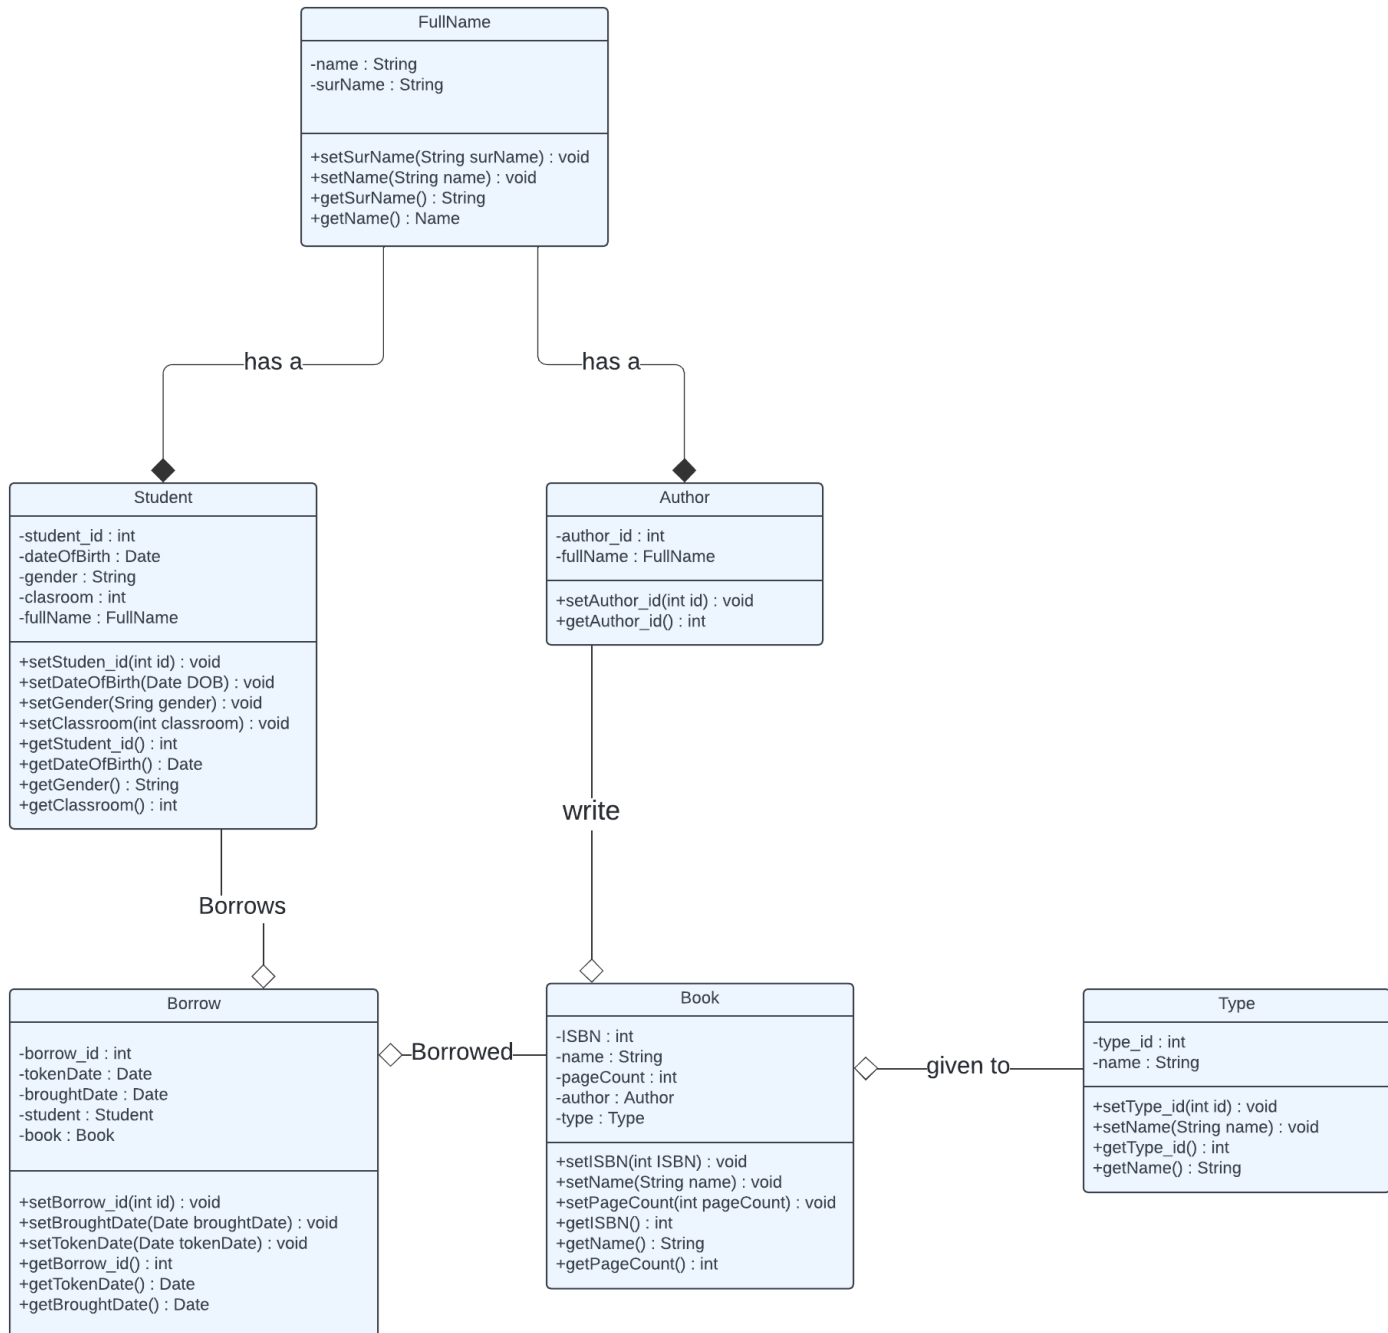 FullName
-name : String
-surName : String
+setSurName(String surName) : void
+setName(String name) : void
+getSurName() : String
+getName() : Name
has a
has a
Student
-student_id : int
-dateOfBirth : Date
-gender : String
-clasroom : int
-fullName : FullName
+setStuden_id(int id) : void
+setDateOfBirth(Date DOB) : void
+setGender(Sring gender) : void
+setClassroom(int classroom) : void
+getStudent_id() : int
+getDateOfBirth() : Date
+getGender() : String
+getClassroom() : int
Author
-author_id : int
-fullName : FullName
+setAuthor_id(int id) : void
+getAuthor_id() : int
write
Borrows
Borrow
-borrow_id : int
-tokenDate : Date
-broughtDate : Date
-student : Student
-book : Book
+setBorrow_id(int id) : void
+setBroughtDate(Date broughtDate) : void
+setTokenDate(Date tokenDate) : void
+getBorrow_id() : int
+getTokenDate() : Date
+getBroughtDate() : Date
Borrowed
Book
-ISBN : int
-name : String
-pageCount : int
-author : Author
-type : Type
+setISBN(int ISBN) : void
+setName(String name) : void
+setPageCount(int pageCount) : void
+getISBN() : int
+getName() : String
+getPageCount() : int
given to
Type
-type_id : int
-name : String
+setType_id(int id) : void
+setName(String name) : void
+getType_id() : int
+getName() : String